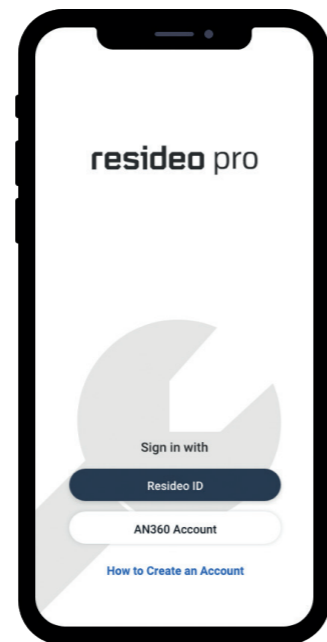 resideo pro
Sign in with
Resideo ID
AN360 Account
How to Create an Account